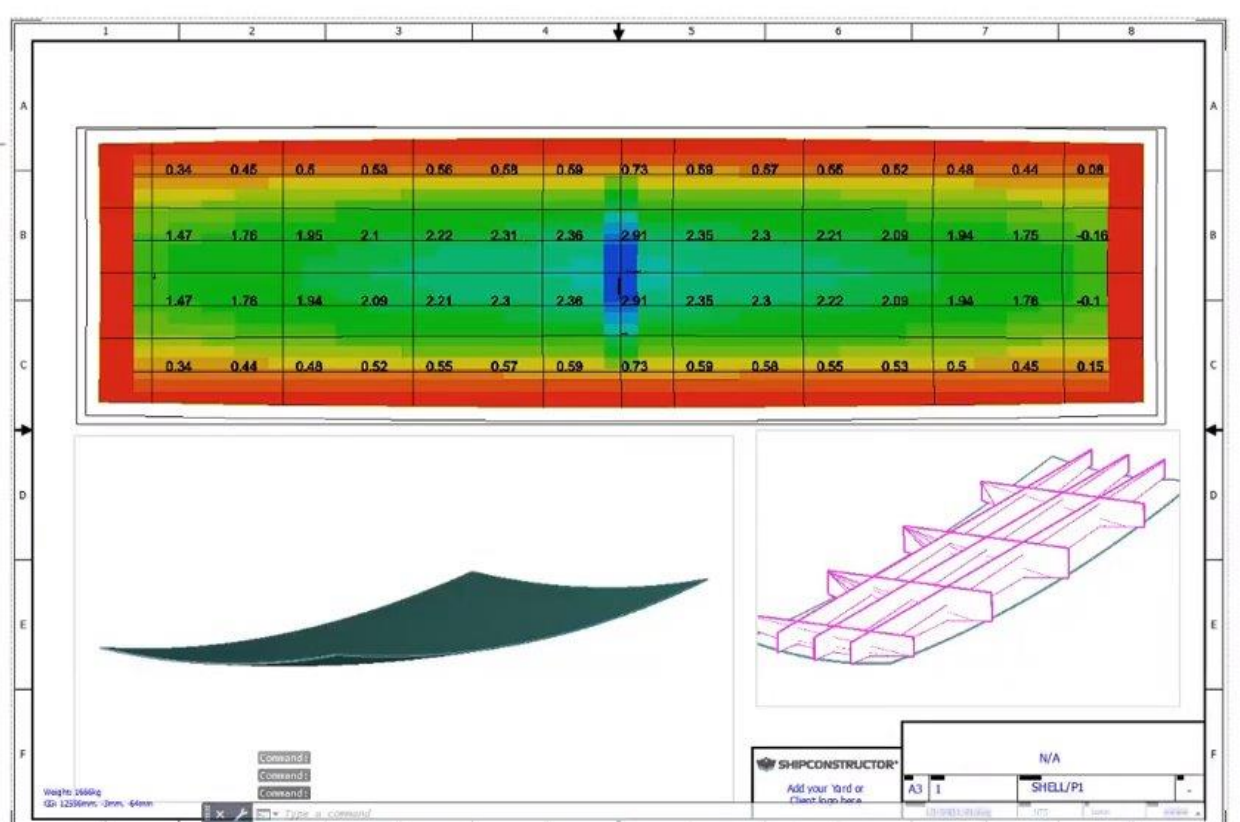 1 2 3 4 5 6 7 8
A A
0.34 0.45 0.5 0.53 0.56 0.58 0.59 0.73 0.59 0.57 0.55 0.52 0.48 0.44 0.08
B 1.47 1.76 1.95 2.1 2.22 2.31 2.36 2.91 2.35 2.3 2.21 2.09 1.94 1.75 -0.16 B
1.47 1.76 1.94 2.09 2.21 2.3 2.36 2.91 2.35 2.3 2.22 2.09 1.94 1.76 -0.1
C 0.34 0.44 0.48 0.52 0.55 0.57 0.59 0.73 0.59 0.58 0.55 0.53 0.5 0.45 0.15 C
D D
E E
F F
Command:
Command:
Command:
Type a command
Weight: 1666kg
CG: 12556mm, -3mm, -64mm
SHIPCONSTRUCTOR
Add your Yard or
Client logo here
N/A
A3 1 SHELL/P1 -